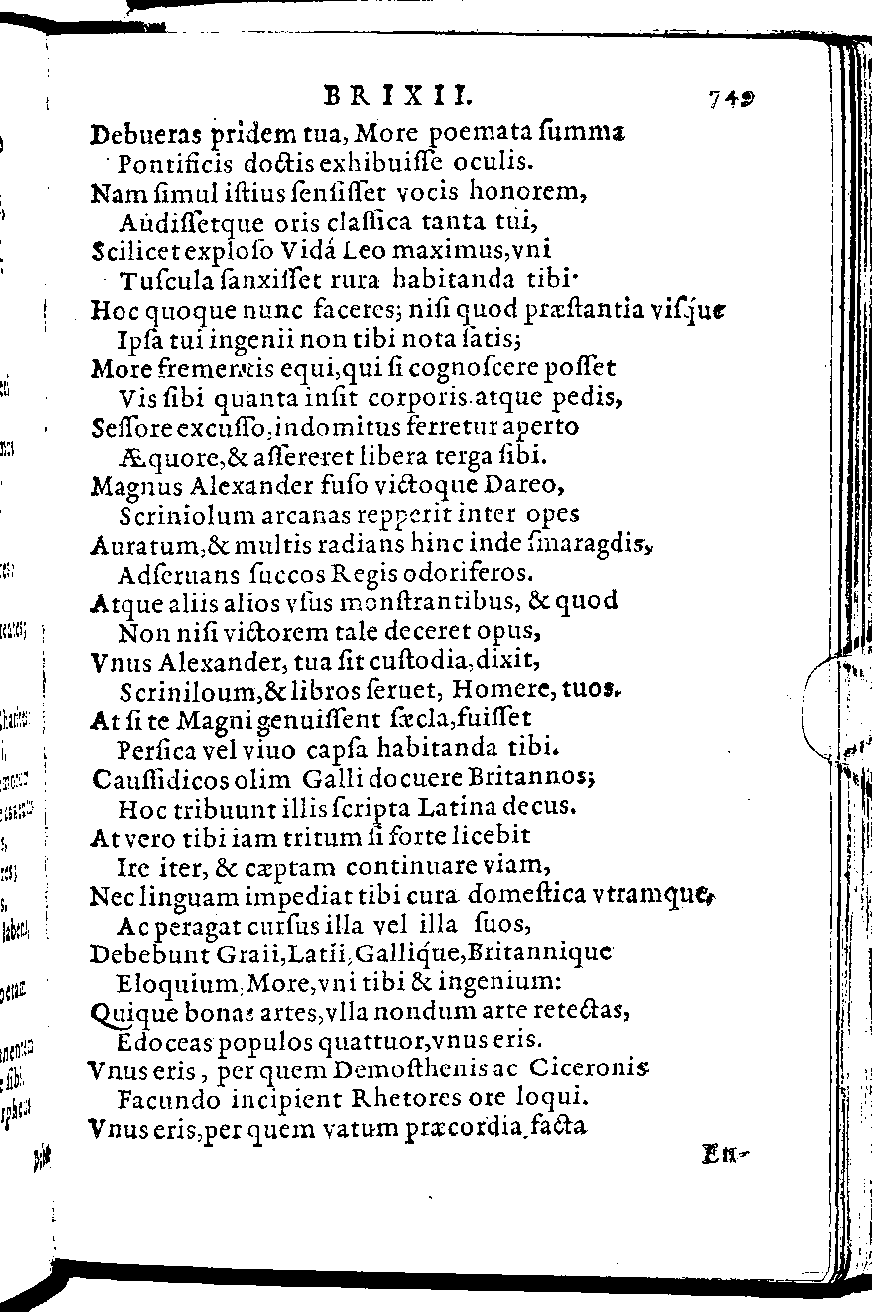 BRIXII. 749
Debueras pridem tua, More poemata summa
Pontificis doctis exhibuisse oculis.
Nam simul istius sensisset vocis honorem,
Audissetque oris classica tanta tui,
Scilicet exploso Vidá Leo maximus, vni
Tuscula sanxisset rura habitanda tibi.
Hoc quoque nunc faceres; nisi quod præstantia visq́ue
Ipsa tui ingenii non tibi nota satis;
More frementis equi, qui si cognoscere posset
Vis sibi quanta insit corporis atque pedis,
Sessore excusso, indomitus ferretur aperto
Æquore, & assereret libera terga sibi.
Magnus Alexander fuso victoque Dareo,
Scriniolum arcanas repperit inter opes
Auratum, & multis radians hinc inde smaragdis,
Adseruans succos Regis odoriferos.
Atque aliis alios vsus monstrantibus, & quod
Non nisi victorem tale deceret opus,
Vnus Alexander, tua sit custodia, dixit,
Scriniloum, & libros seruet, Homere, tuos.
At si te Magni genuissent sæcla, fuisset
Persica vel viuo capsa habitanda tibi.
Caussidicos olim Galli docuere Britannos;
Hoc tribuunt illis scripta Latina decus.
At vero tibi iam tritum si forte licebit
Ire iter, & cæptam continuare viam,
Nec linguam impediat tibi cura domestica vtramque,
Ac peragat cursus illa vel illa suos,
Debebunt Graii, Latii, Galliq́ue, Britannique
Eloquium, More, vni tibi & ingenium:
Quique bonas artes, vlla nondum arte retectas,
Edoceas populos quattuor, vnus eris.
Vnus eris, per quem Demosthenis ac Ciceronis
Facundo incipient Rhetores ore loqui.
Vnus eris, per quem vatum præcordia, facta
En-